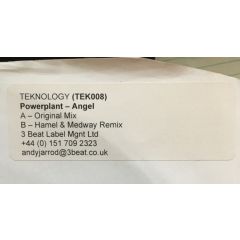 TEKNOLOGY (TEK008)
Powerplant – Angel
A – Original Mix
B – Hamel & Medway Remix
3 Beat Label Mgnt Ltd
+44 (0) 151 709 2323
andyjarrod@3beat.co.uk